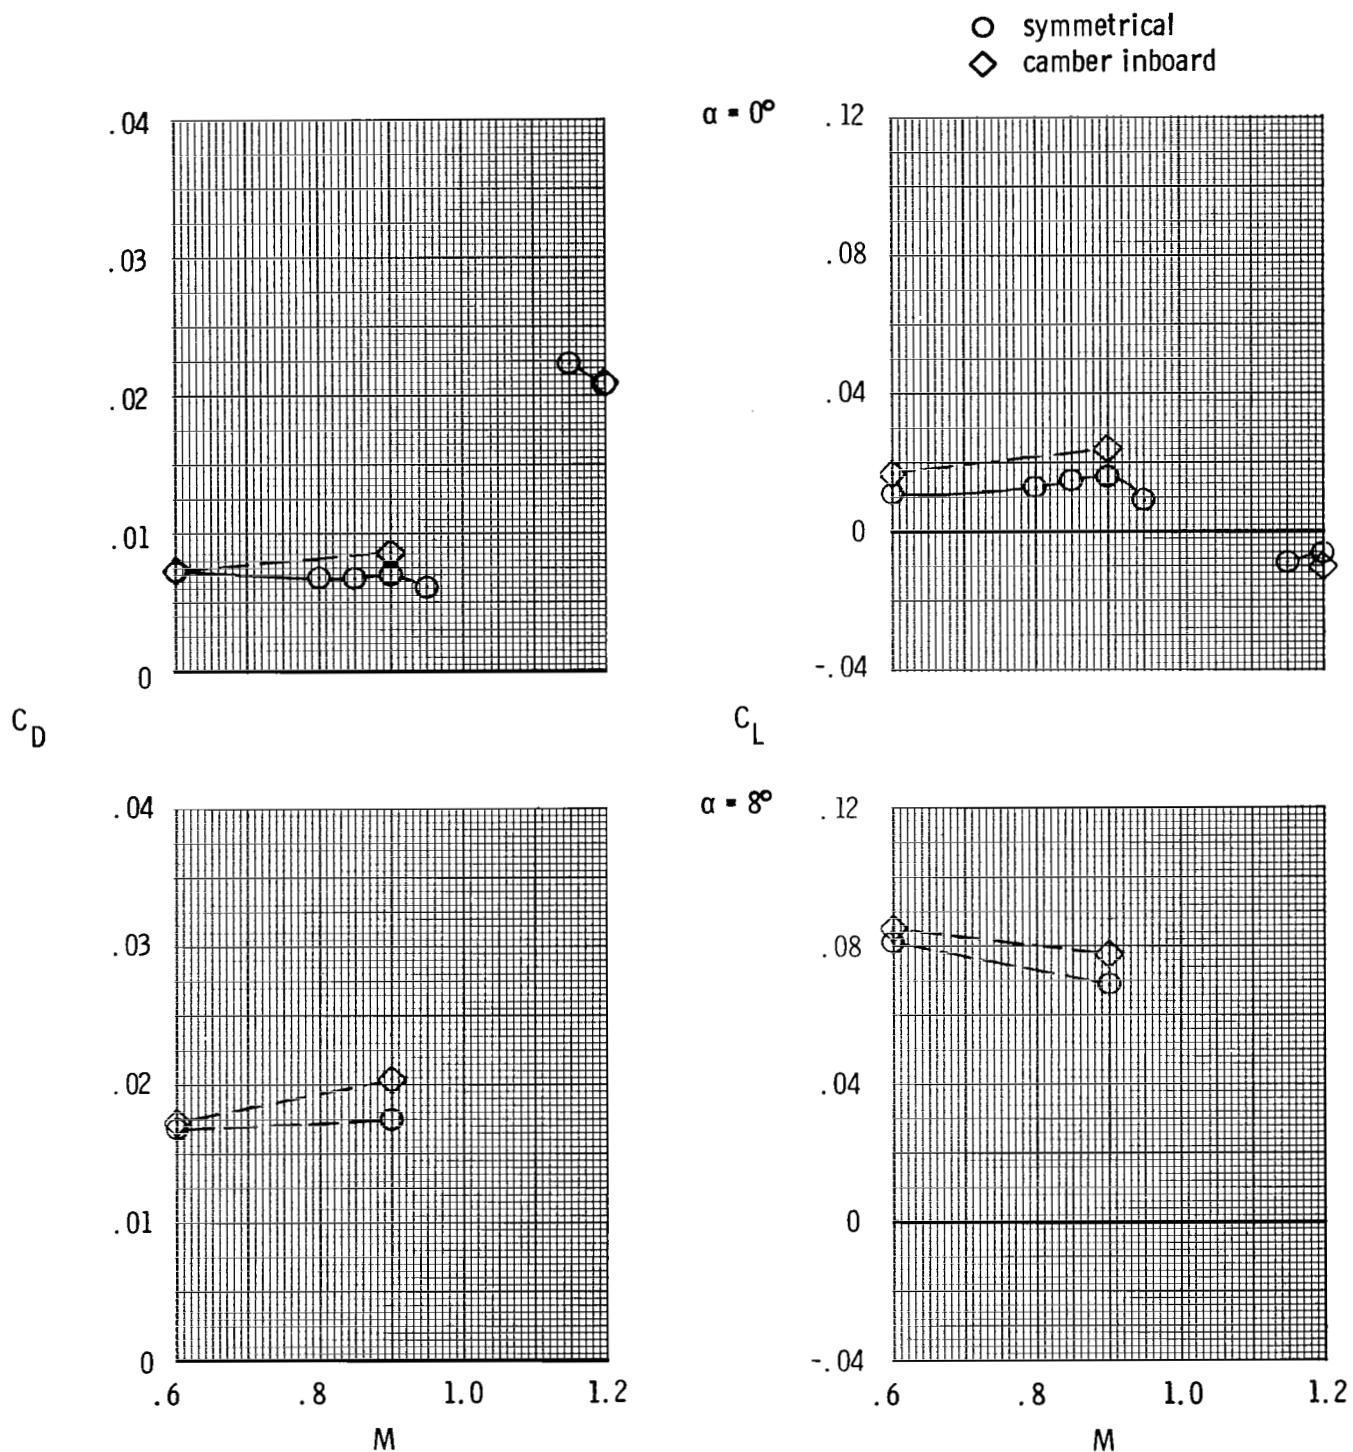 symmetrical
camber inboard
α = 0°
.04
.03
.02
.01
0
C_D
.12
.08
.04
0
-.04
C_L
α = 8°
.04
.03
.02
.01
0
.6 .8 1.0 1.2
M
.12
.08
.04
0
-.04
.6 .8 1.0 1.2
M